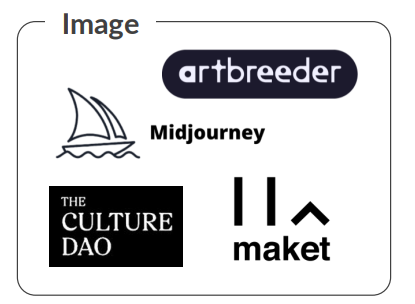 Image
artbreeder
Midjourney
THE
CULTURE
DAO
maket